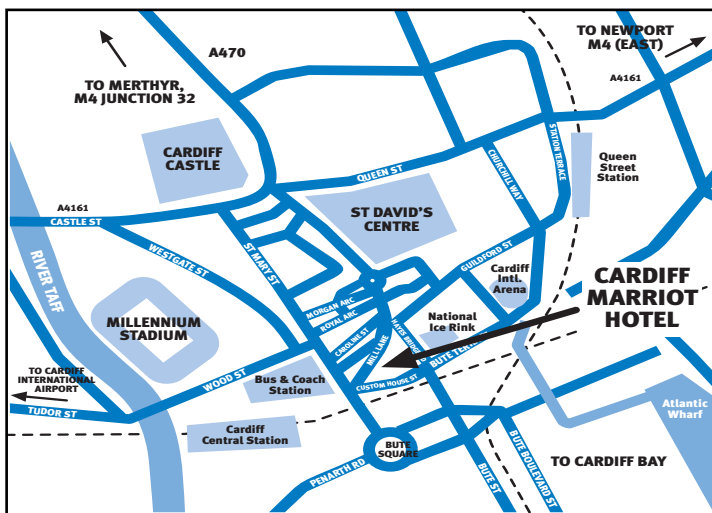 A470
TO NEWPORT
M4 (EAST)
A4161
TO MERTHYR,
M4 JUNCTION 32
CARDIFF
CASTLE
QUEEN ST
CHURCHILL WAY
STATION TERRACE
Queen
Street
Station
A4161
CASTLE ST
ST DAVID'S
CENTRE
RIVER TAFF
WESTGATE ST
ST MARY ST
GUILDFORD ST
Cardiff
Intl.
Arena
CARDIFF
MARRIOT
HOTEL
MORGAN ARC
ROYAL ARC
CAROLINE ST
MILL LANE
HAYES BRIDGE
National
Ice Rink
BUTE
MILLENNIUM
STADIUM
TO CARDIFF
INTERNATIONAL
AIRPORT
WOOD ST
Bus & Coach
Station
CUSTOM HOUSE ST
TUDOR ST
Cardiff
Central Station
Atlantic
Wharf
BUTE
SQUARE
PENARTH RD
BUTE ST
BUTE BOULEVARD ST
TO CARDIFF BAY